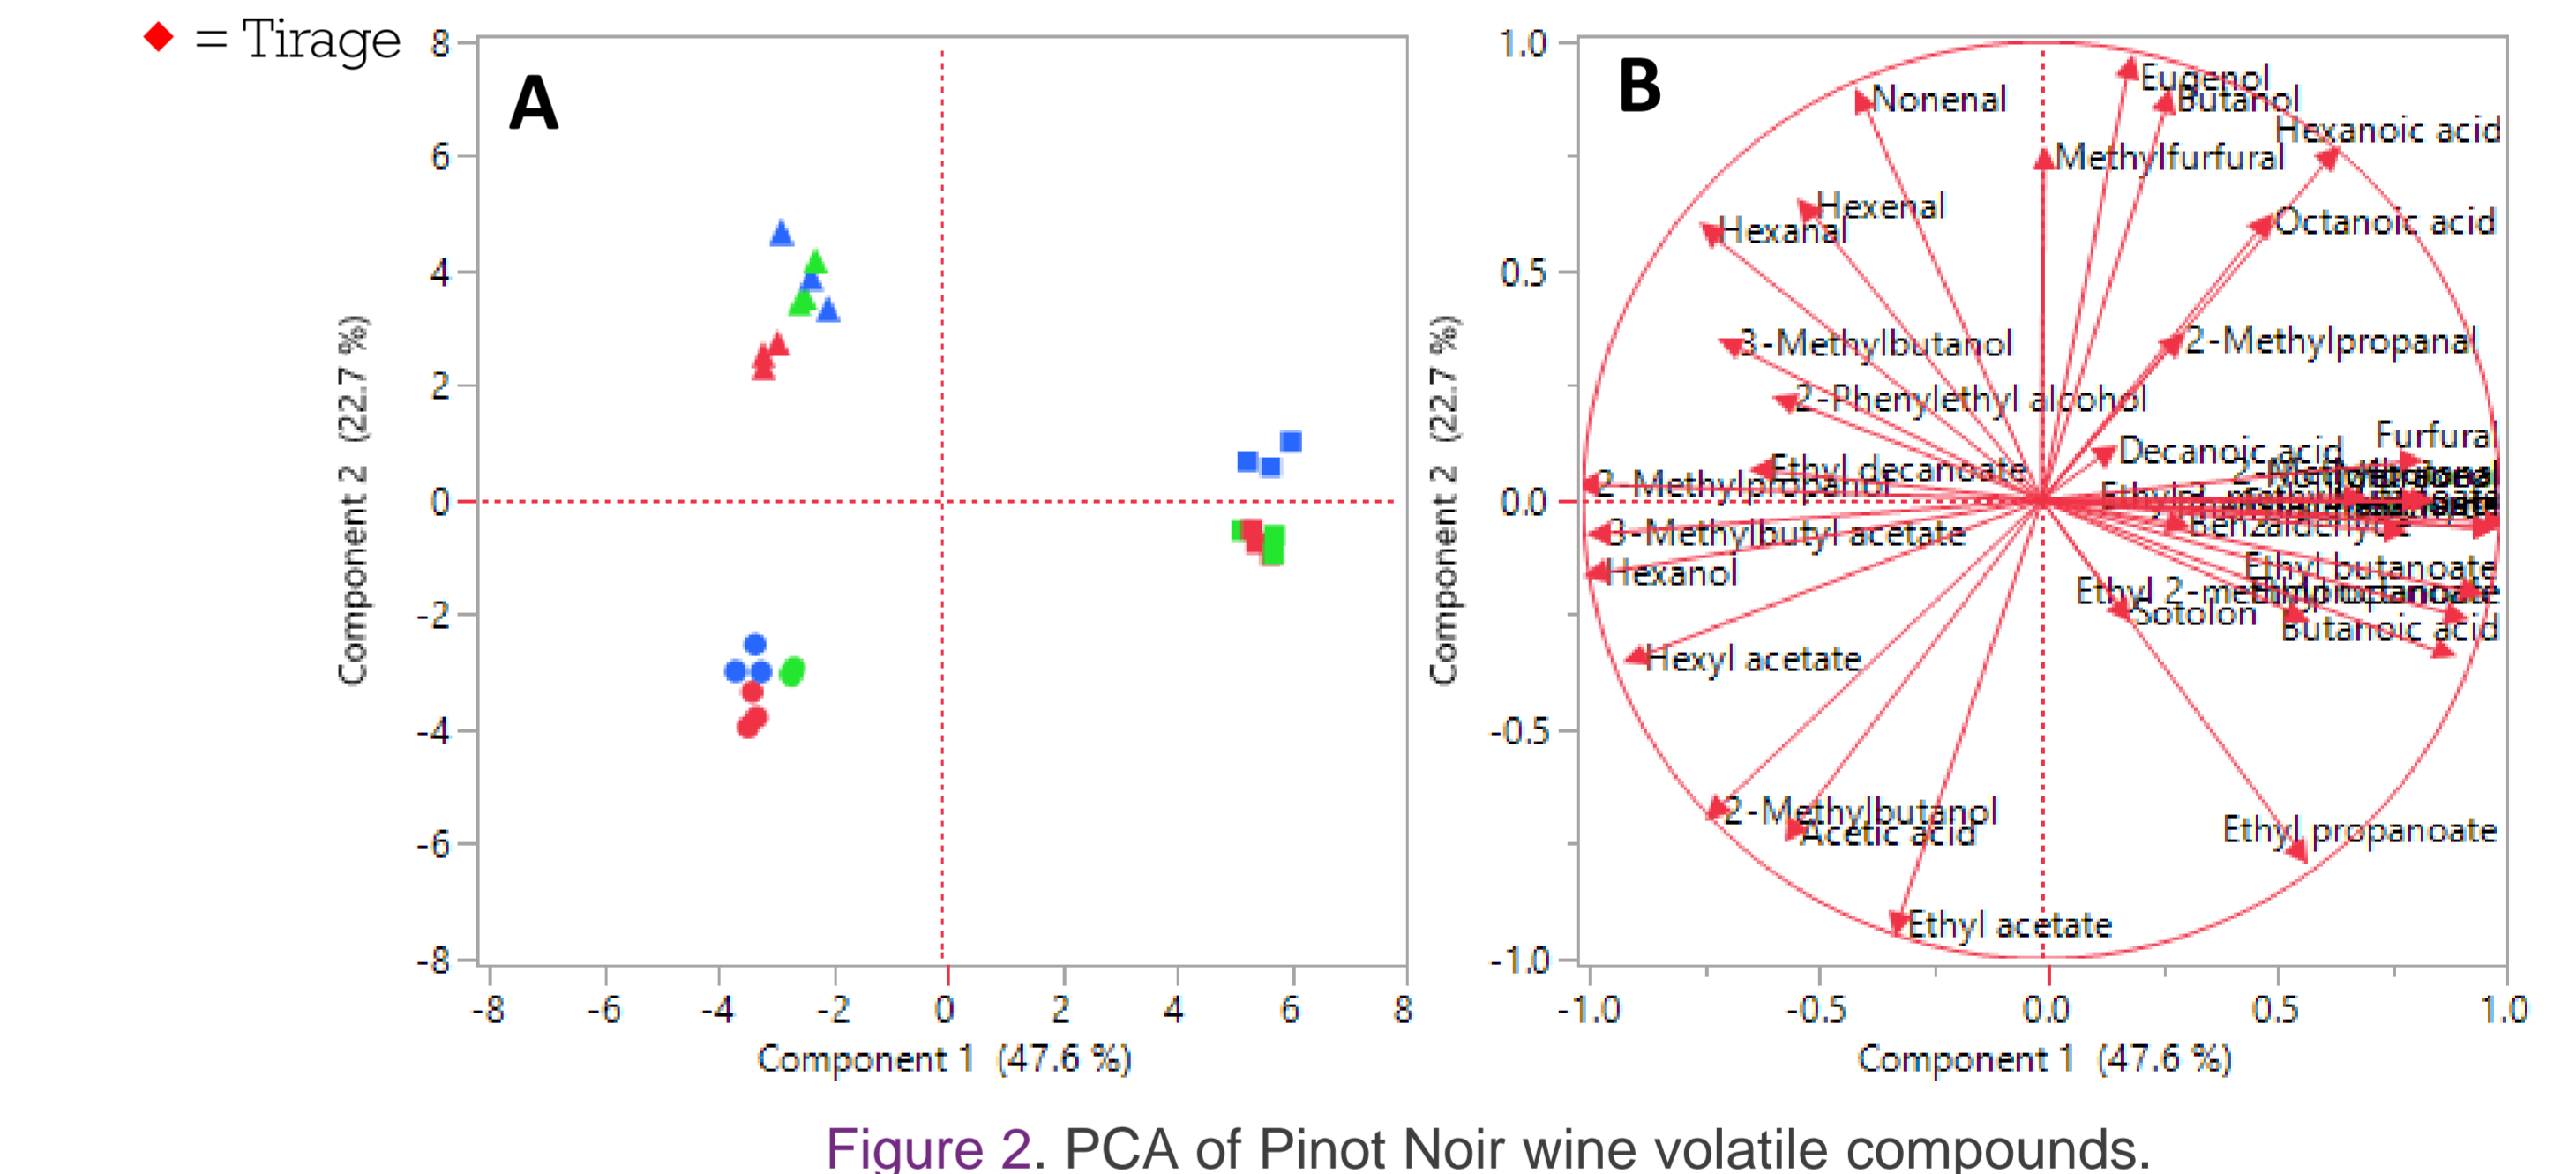 = Tirage
A
8
6
4
2
0
-2
-4
-6
-8
Component 2 (22.7 %)
-8 -6 -4 -2 0 2 4 6 8
Component 1 (47.6 %)
B
1.0
0.5
0.0
-0.5
-1.0
Component 2 (22.7 %)
Eugenol
Nonenal
Butanol
Hexanoic acid
Methylfurfural
Hexenal
Octanoic acid
Hexanal
3-Methylbutanol
2-Methylpropanal
2-Phenylethyl alcohol
Furfural
Decanoic acid
Ethyl decanoate
2-Methylpropanol
Benzaldehyde
3-Methylbutyl acetate
Ethyl butanoate
Hexanol
Ethyl 2-
Sotolon
Butanoic acid
Hexyl acetate
2-Methylbutanol
Acetic acid
Ethyl propanoate
Ethyl acetate
-1.0 -0.5 0.0 0.5 1.0
Component 1 (47.6 %)
Figure 2. PCA of Pinot Noir wine volatile compounds.